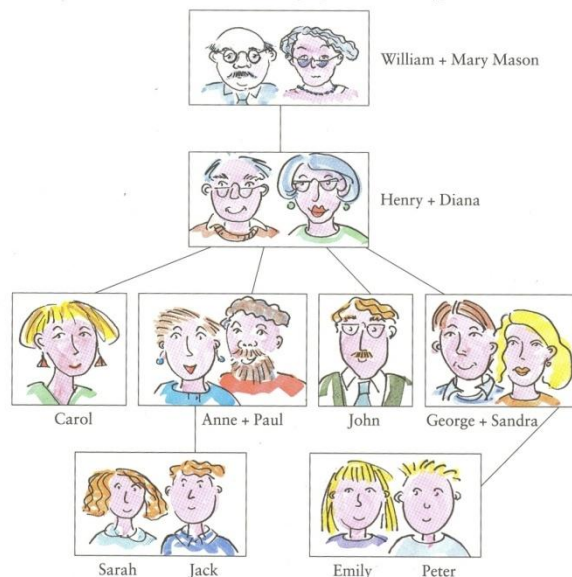 William + Mary Mason
Henry + Diana
Carol
Anne + Paul
John
George + Sandra
Sarah
Jack
Emily
Peter